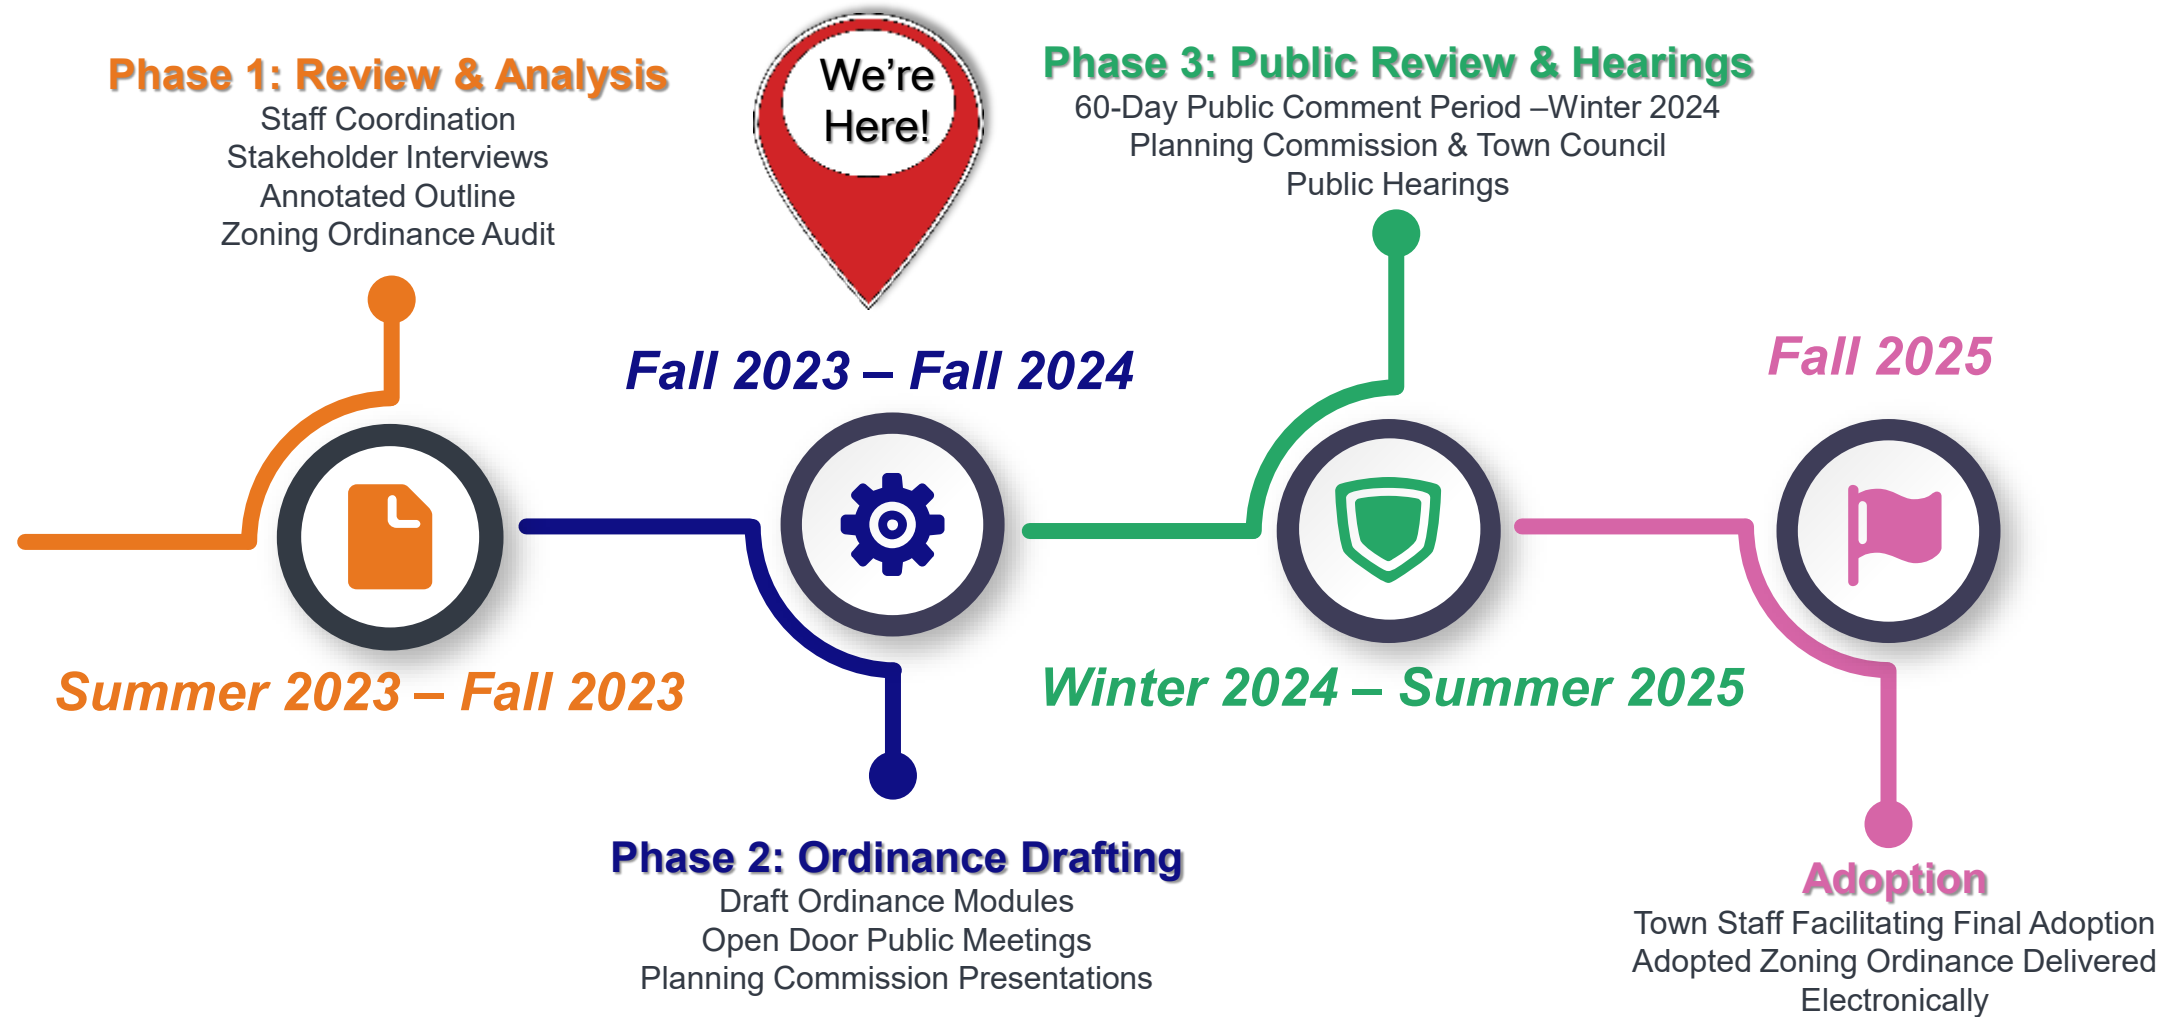 Phase 1: Review & Analysis
Staff Coordination
Stakeholder Interviews
Annotated Outline
Zoning Ordinance Audit
Summer 2023 – Fall 2023
We’re
Here!
Fall 2023 – Fall 2024
Phase 2: Ordinance Drafting
Draft Ordinance Modules
Open Door Public Meetings
Planning Commission Presentations
Phase 3: Public Review & Hearings
60-Day Public Comment Period –Winter 2024
Planning Commission & Town Council
Public Hearings
Winter 2024 – Summer 2025
Fall 2025
Adoption
Town Staff Facilitating Final Adoption
Adopted Zoning Ordinance Delivered
Electronically